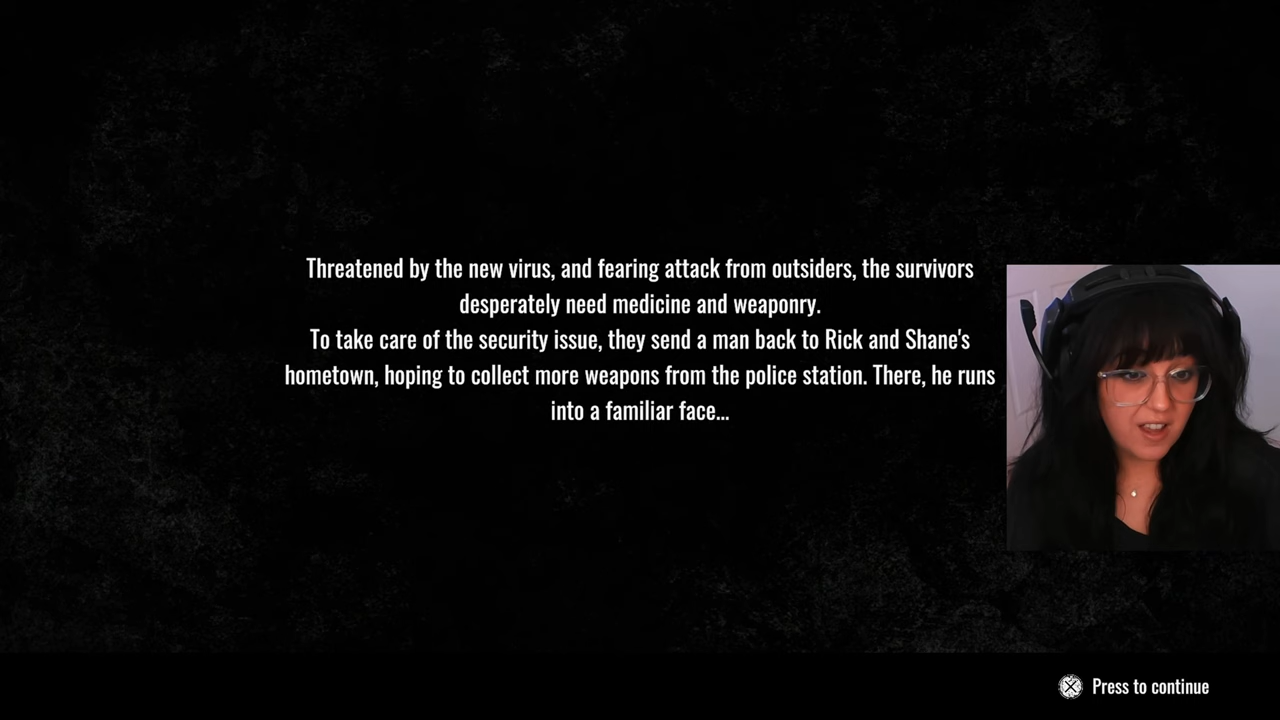 Threatened by the new virus, and fearing attack from outsiders, the survivors
desperately need medicine and weaponry.
To take care of the security issue, they send a man back to Rick and Shane's
hometown, hoping to collect more weapons from the police station. There, he runs
into a familiar face...
Press to continue